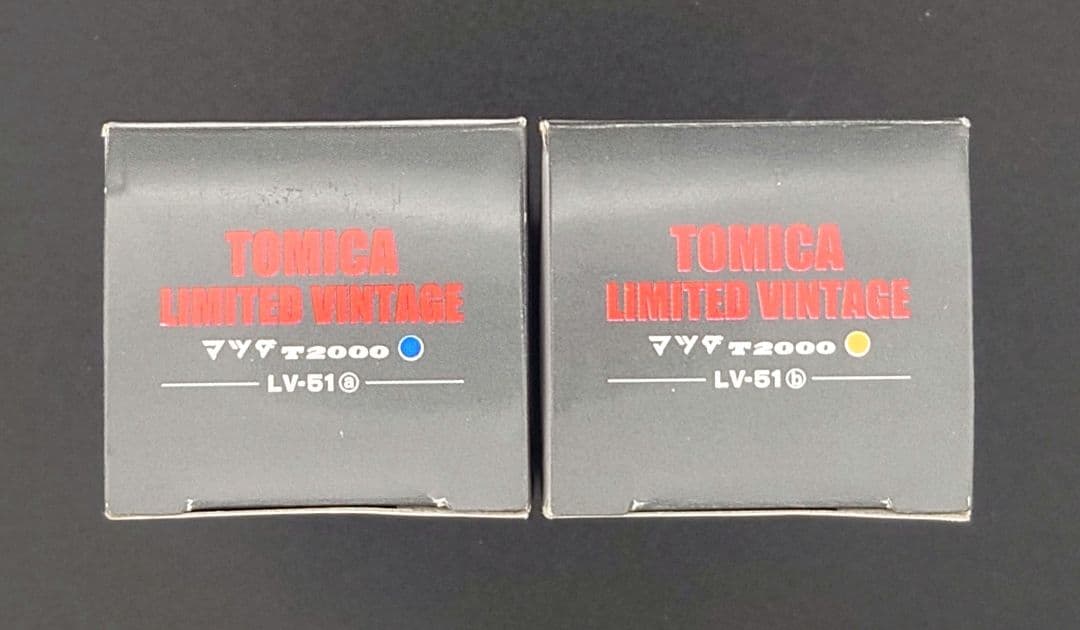 TOMICA
LIMITED VINTAGE
マツダ T2000
LV-51ⓐ
TOMICA
LIMITED VINTAGE
マツダ T2000
LV-51ⓑ